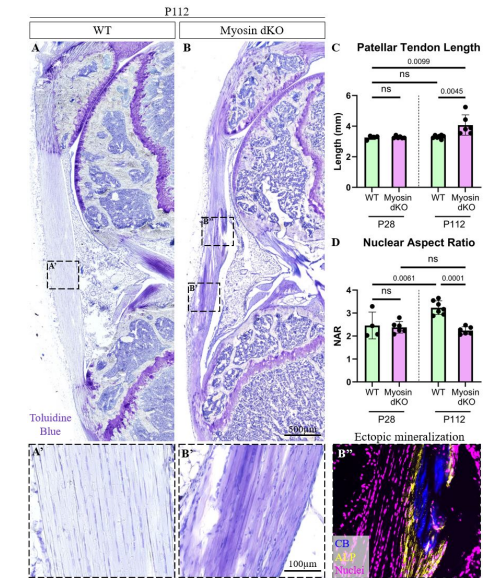 P112
WT
Myosin dKO
A
B
C
Patellar Tendon Length
0.0099
ns
ns
0.0045
Length (mm)
6
4
2
0
WT
Myosin
dKO
WT
Myosin
dKO
P28
P112
D
Nuclear Aspect Ratio
ns
0.0061
0.0001
ns
NAR
4
3
2
1
0
WT
Myosin
dKO
WT
Myosin
dKO
P28
P112
A'
B''
B'
Toluidine
Blue
500µm
Ectopic mineralization
A'
B'
100µm
B''
CB
ALP
Nuclei